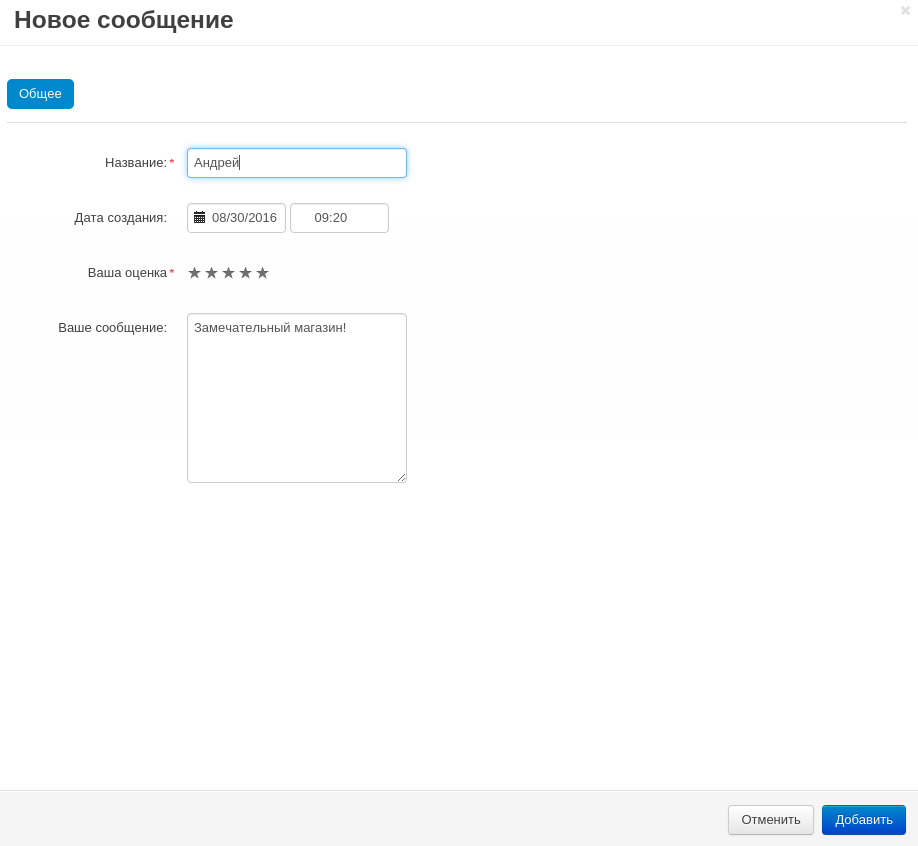 Новое сообщение
Общее
Название:*
Андрей
Дата создания:
08/30/2016 09:20
Ваша оценка*
Ваше сообщение:
Замечательный магазин!
Отменить
Добавить